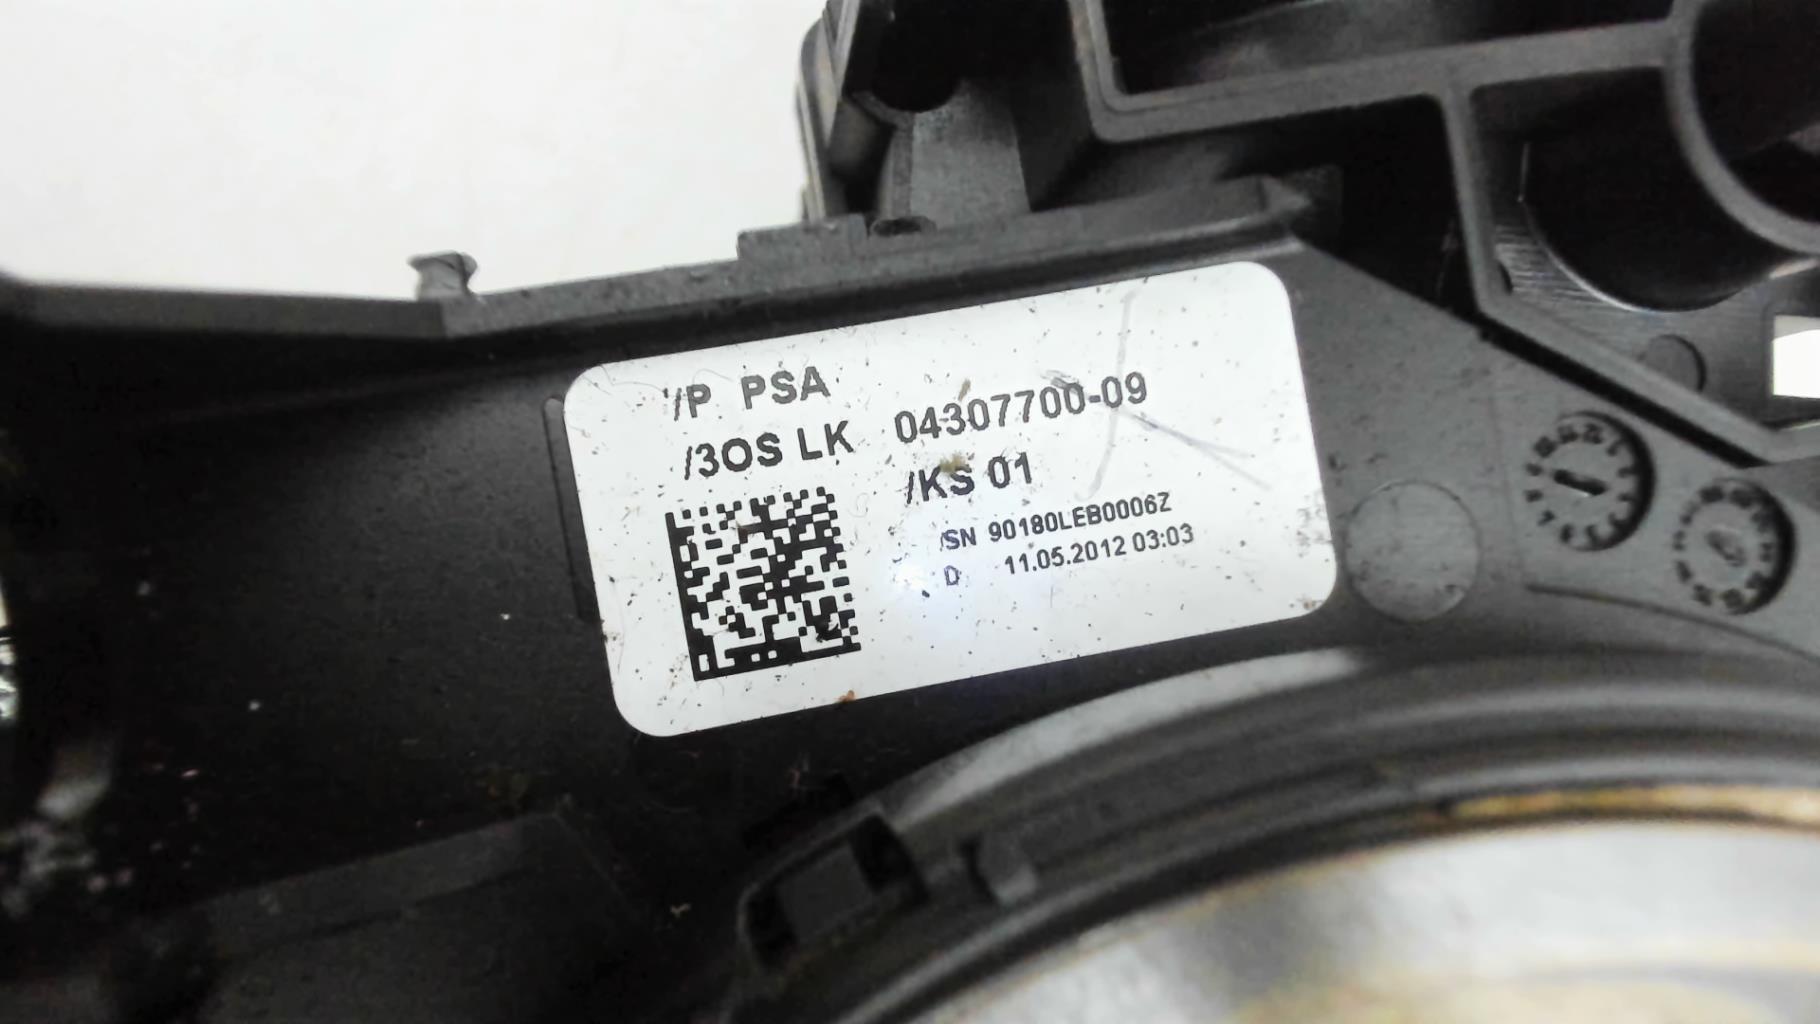 /P PSA
/3OS LK 04307700-09
/KS 01
/SN 90180LEB0006Z
D 11.05.2012 03:03